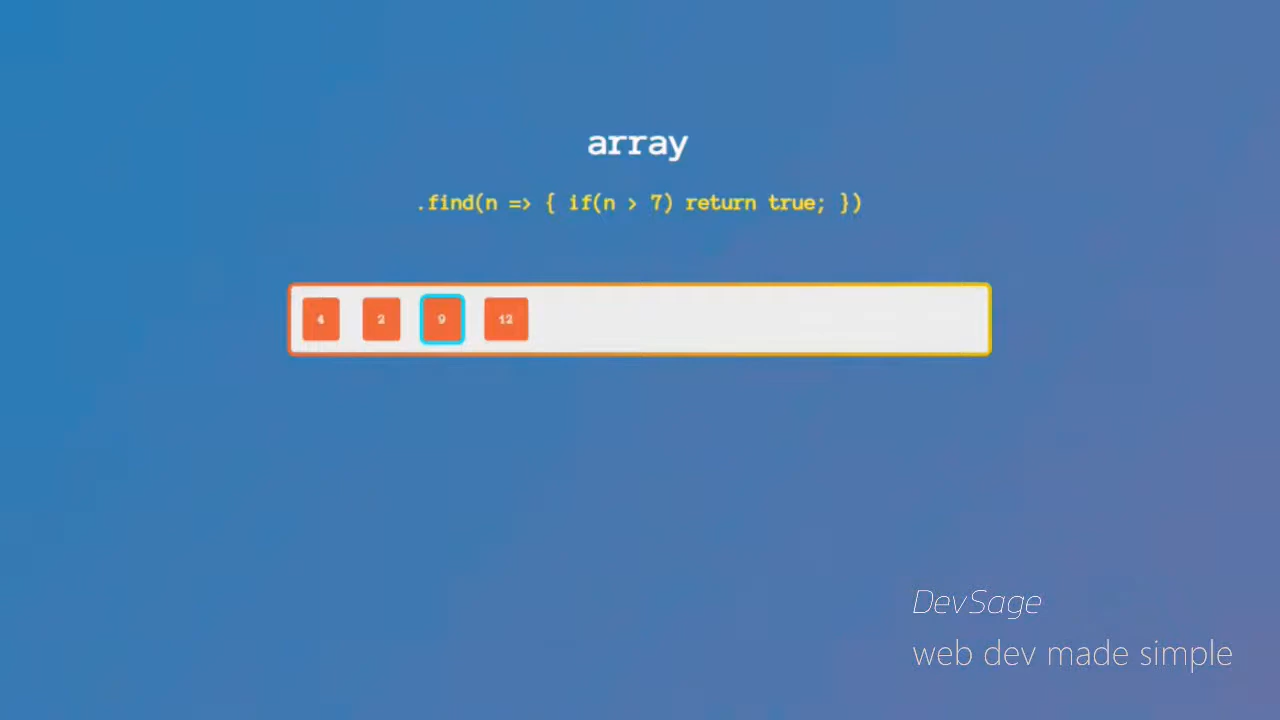 array
.find(n => { if(n > 7) return true; })
4 2 9 12
DevSage
web dev made simple